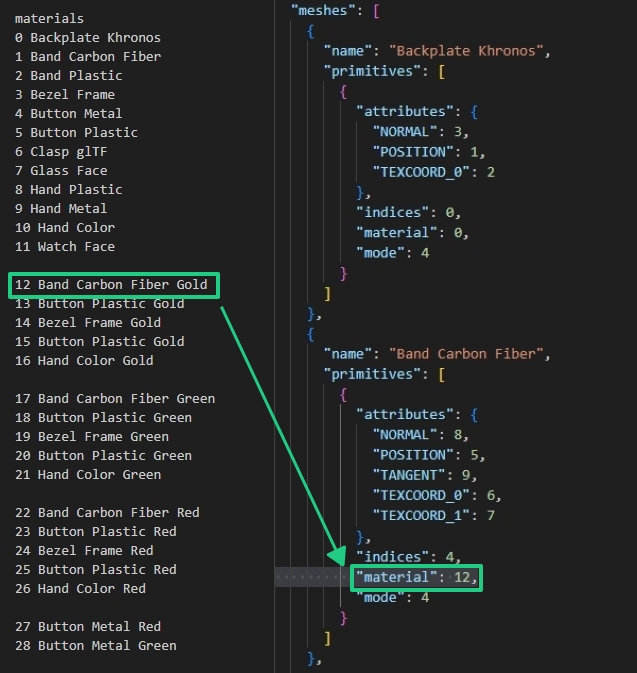 materials
0 Backplate Khronos
1 Band Carbon Fiber
2 Band Plastic
3 Bezel Frame
4 Button Metal
5 Button Plastic
6 Clasp glTF
7 Glass Face
8 Hand Plastic
9 Hand Metal
10 Hand Color
11 Watch Face
12 Band Carbon Fiber Gold
13 Button Plastic Gold
14 Bezel Frame Gold
15 Button Plastic Gold
16 Hand Color Gold
17 Band Carbon Fiber Green
18 Button Plastic Green
19 Bezel Frame Green
20 Button Plastic Green
21 Hand Color Green
22 Band Carbon Fiber Red
23 Button Plastic Red
24 Bezel Frame Red
25 Button Plastic Red
26 Hand Color Red
27 Button Metal Red
28 Button Metal Green
"meshes": [
{
"name": "Backplate Khronos",
"primitives": [
{
"attributes": {
"NORMAL": 3,
"POSITION": 1,
"TEXCOORD_0": 2
},
"indices": 0,
"material": 0,
"mode": 4
}
]
},
{
"name": "Band Carbon Fiber",
"primitives": [
{
"attributes": {
"NORMAL": 8,
"POSITION": 5,
"TANGENT": 9,
"TEXCOORD_0": 6,
"TEXCOORD_1": 7
},
"indices": 4,
"material": 12,
"mode": 4
}
]
},